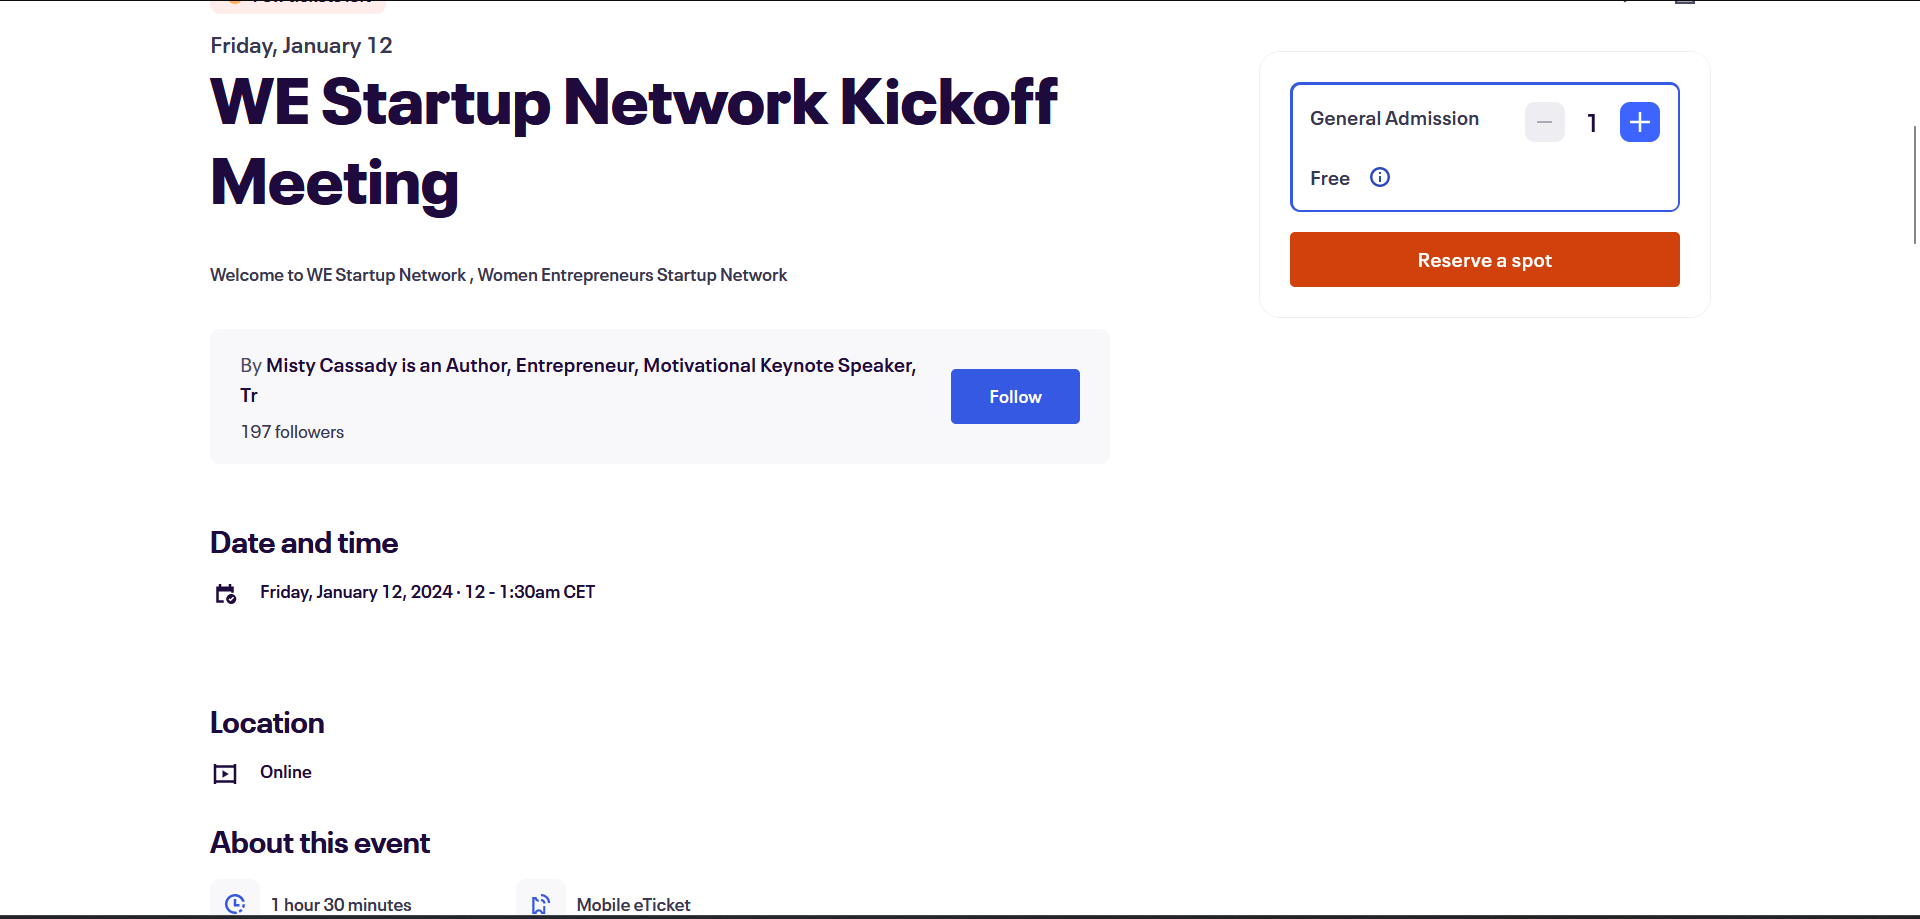 Friday, January 12
WE Startup Network Kickoff
Meeting
General Admission
1
Free
Reserve a spot
Welcome to WE Startup Network , Women Entrepreneurs Startup Network
By Misty Cassady is an Author, Entrepreneur, Motivational Keynote Speaker,
Tr
197 followers
Follow
Date and time
Friday, January 12, 2024 · 12 - 1:30am CET
Location
Online
About this event
1 hour 30 minutes
Mobile eTicket